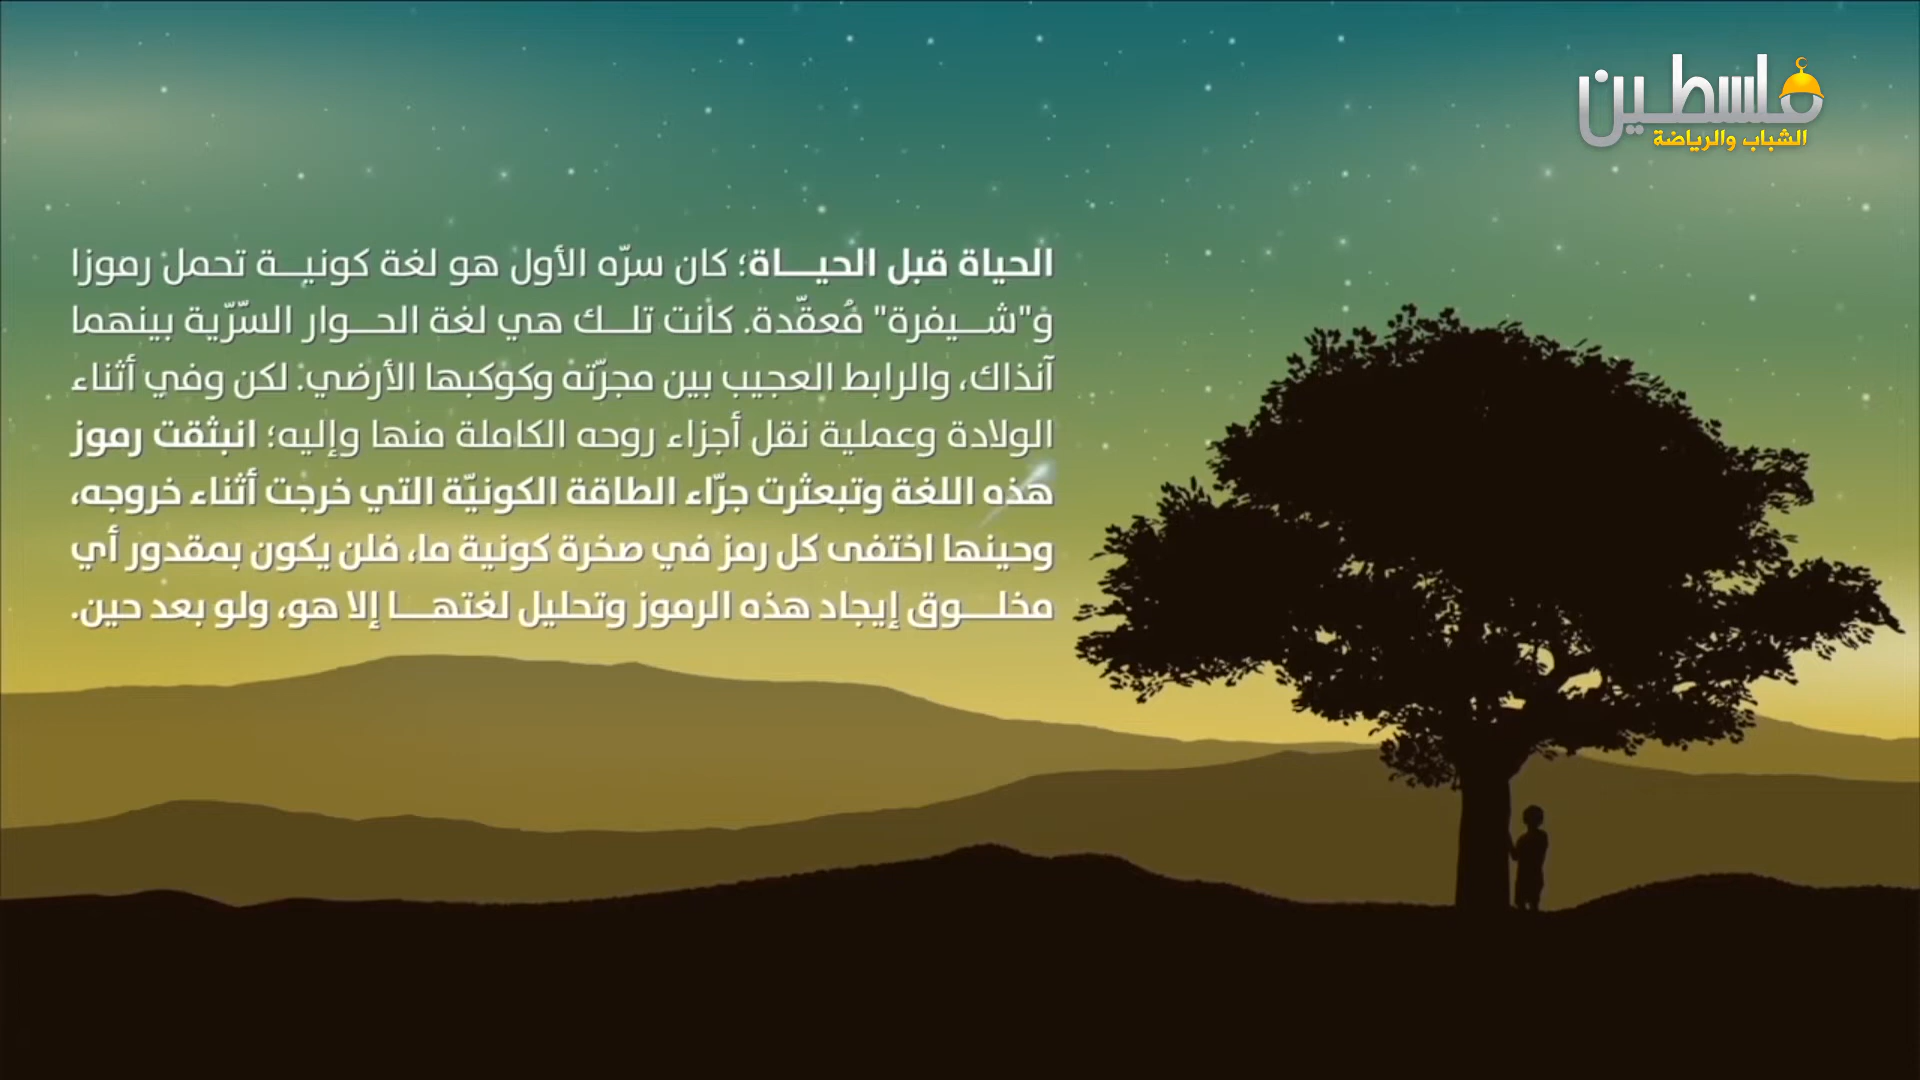 فلسطين
الشباب والرياضة
الحياة قبل الحيـــاة؛ كان سرّه الأول هو لغة كونيـــة تحمل رموزا
و"شـــيفرة" مُعقّدة. كانت تلـــك هي لغة الحـــوار السّرّية بينهما
آنذاك، والرابط العجيب بين مجرّته وكوكبها الأرضي. لكن وفي أثناء
الولادة وعملية نقل أجزاء روحه الكاملة منها وإليه؛ انبثقت رموز
هذه اللغة وتبعثرت جرّاء الطاقة الكونيّة التي خرجت أثناء خروجه،
وحينها اختفى كل رمز في صخرة كونية ما، فلن يكون بمقدور أي
مخلـــوق إيجاد هذه الرموز وتحليل لغتهـــا إلا هو، ولو بعد حين.